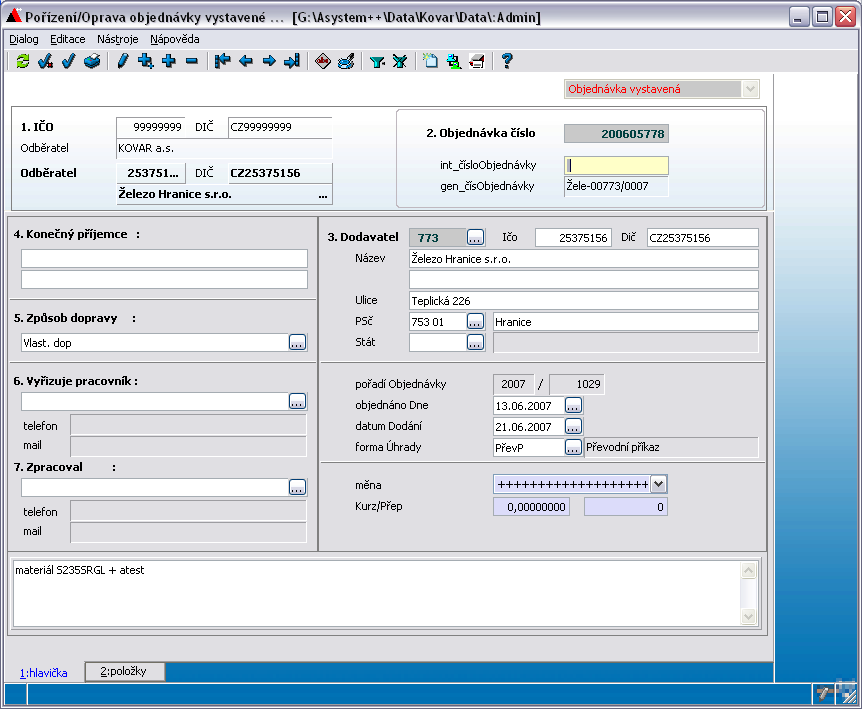 Pořízení/Oprava objednávky vystavené ... [G:\Asystem++\Data\Kovar\Data\:Admin]
Dialog Editace Nástroje Nápověda
Objednávka vystavená
1. IČO 99999999 DIČ CZ99999999
Odběratel KOVAR a.s.
Odběratel 253751... DIČ CZ25375156
Železo Hranice s.r.o. ...
2. Objednávka číslo 200605778
int_čísloObjednávky
gen_čísObjednávky Žele-00773/0007
4. Konečný příjemce :
5. Způsob dopravy :
Vlast. dop ...
6. Vyřizuje pracovník :
...
telefon
mail
7. Zpracoval :
...
telefon
mail
3. Dodavatel 773 ... Ičo 25375156 Dič CZ25375156
Název Železo Hranice s.r.o.
Ulice Teplická 226
PSč 753 01 ... Hranice
Stát ...
pořadí Objednávky 2007 / 1029
objednáno Dne 13.06.2007 ...
datum Dodání 21.06.2007 ...
forma Úhrady PřevP ... Převodní příkaz
měna +++++++++++++++++++
Kurz/Přep 0,00000000 0
materiál S235SRGL + atest
1:hlavička 2:položky